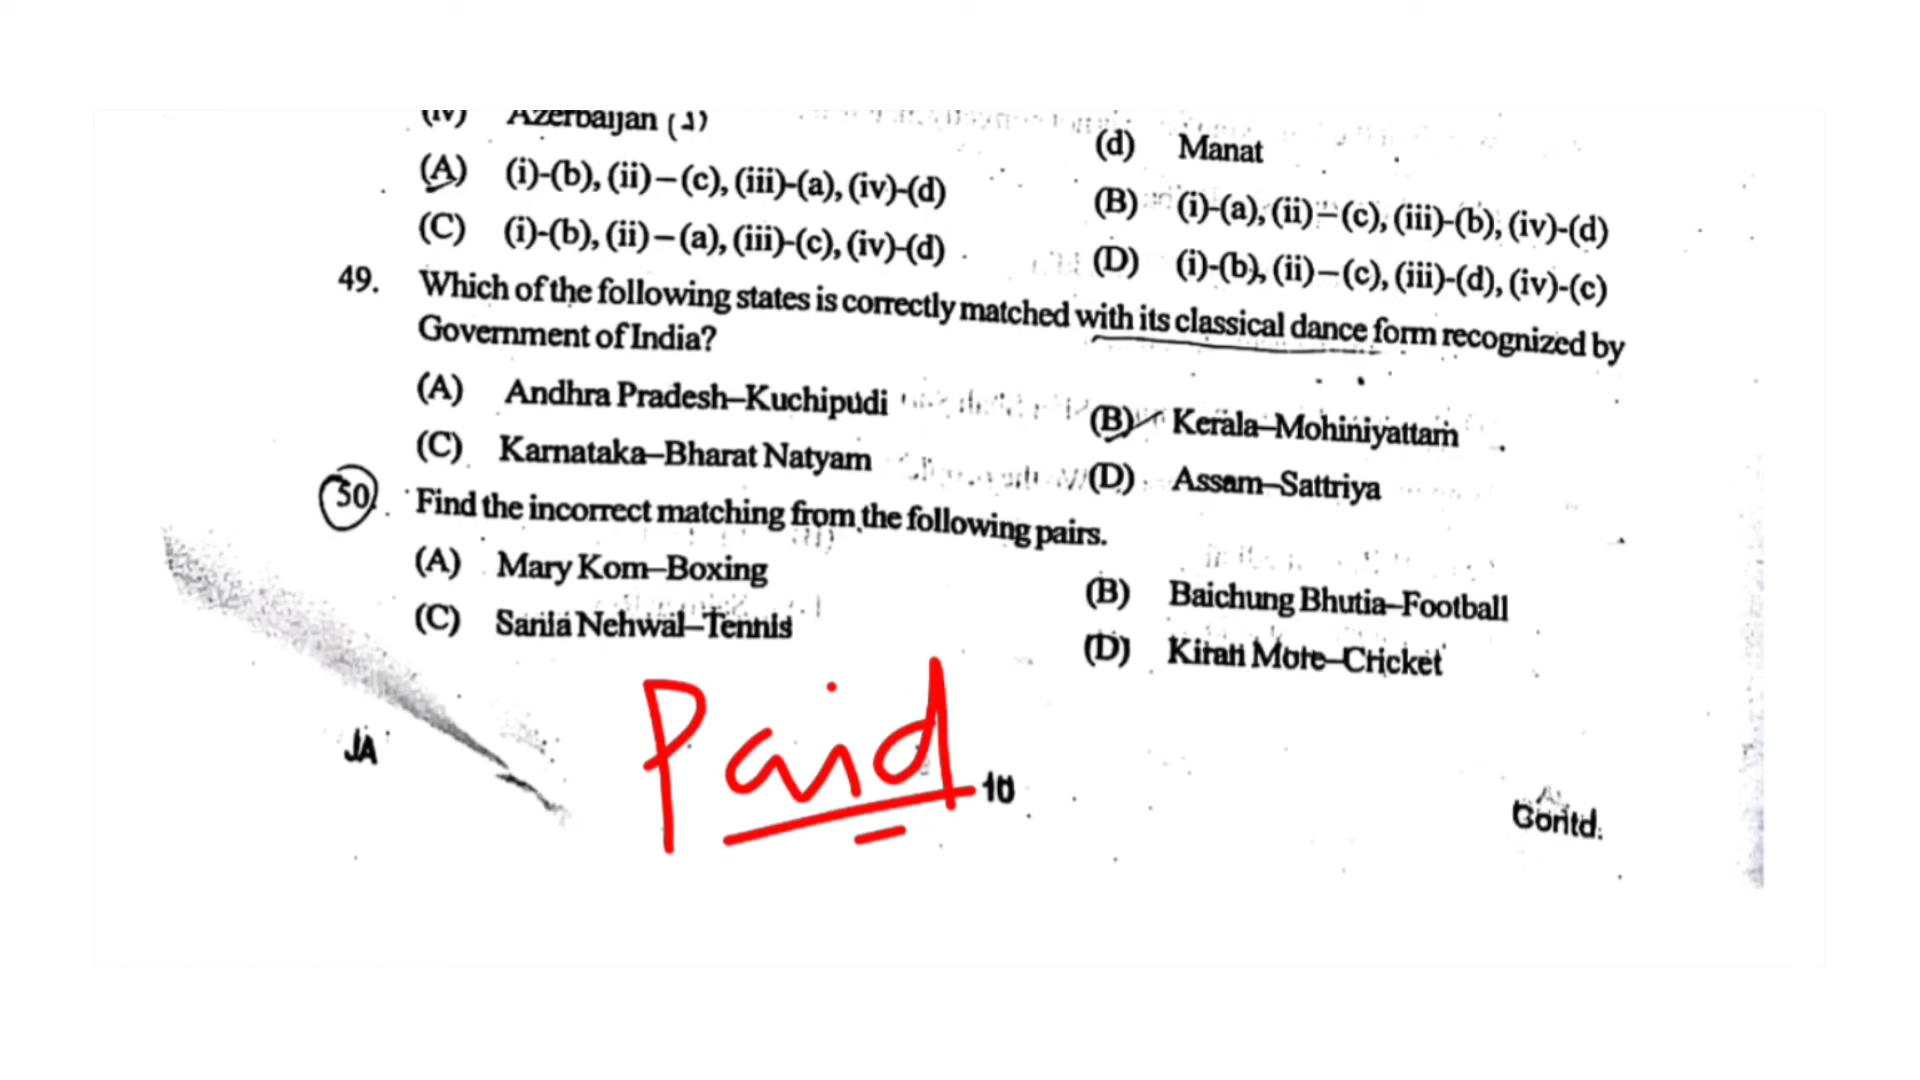 (iv) Azerbaijan
(d) Manat
(A) (i)-(b), (ii)–(c), (iii)-(a), (iv)-(d)
(B) (i)-(a), (ii)–(c), (iii)-(b), (iv)-(d)
(C) (i)-(b), (ii)–(a), (iii)-(c), (iv)-(d)
(D) (i)-(b), (ii)–(c), (iii)-(d), (iv)-(c)
49. Which of the following states is correctly matched with its classical dance form recognized by
Government of India?
(A) Andhra Pradesh–Kuchipudi
(B) Kerala–Mohiniyattam
(C) Karnataka–Bharat Natyam
(D) Assam–Sattriya
50. Find the incorrect matching from the following pairs.
(A) Mary Kom–Boxing
(B) Baichung Bhutia–Football
(C) Sania Nehwal–Tennis
(D) Kiran More–Cricket
Paid
JA
10
Contd.